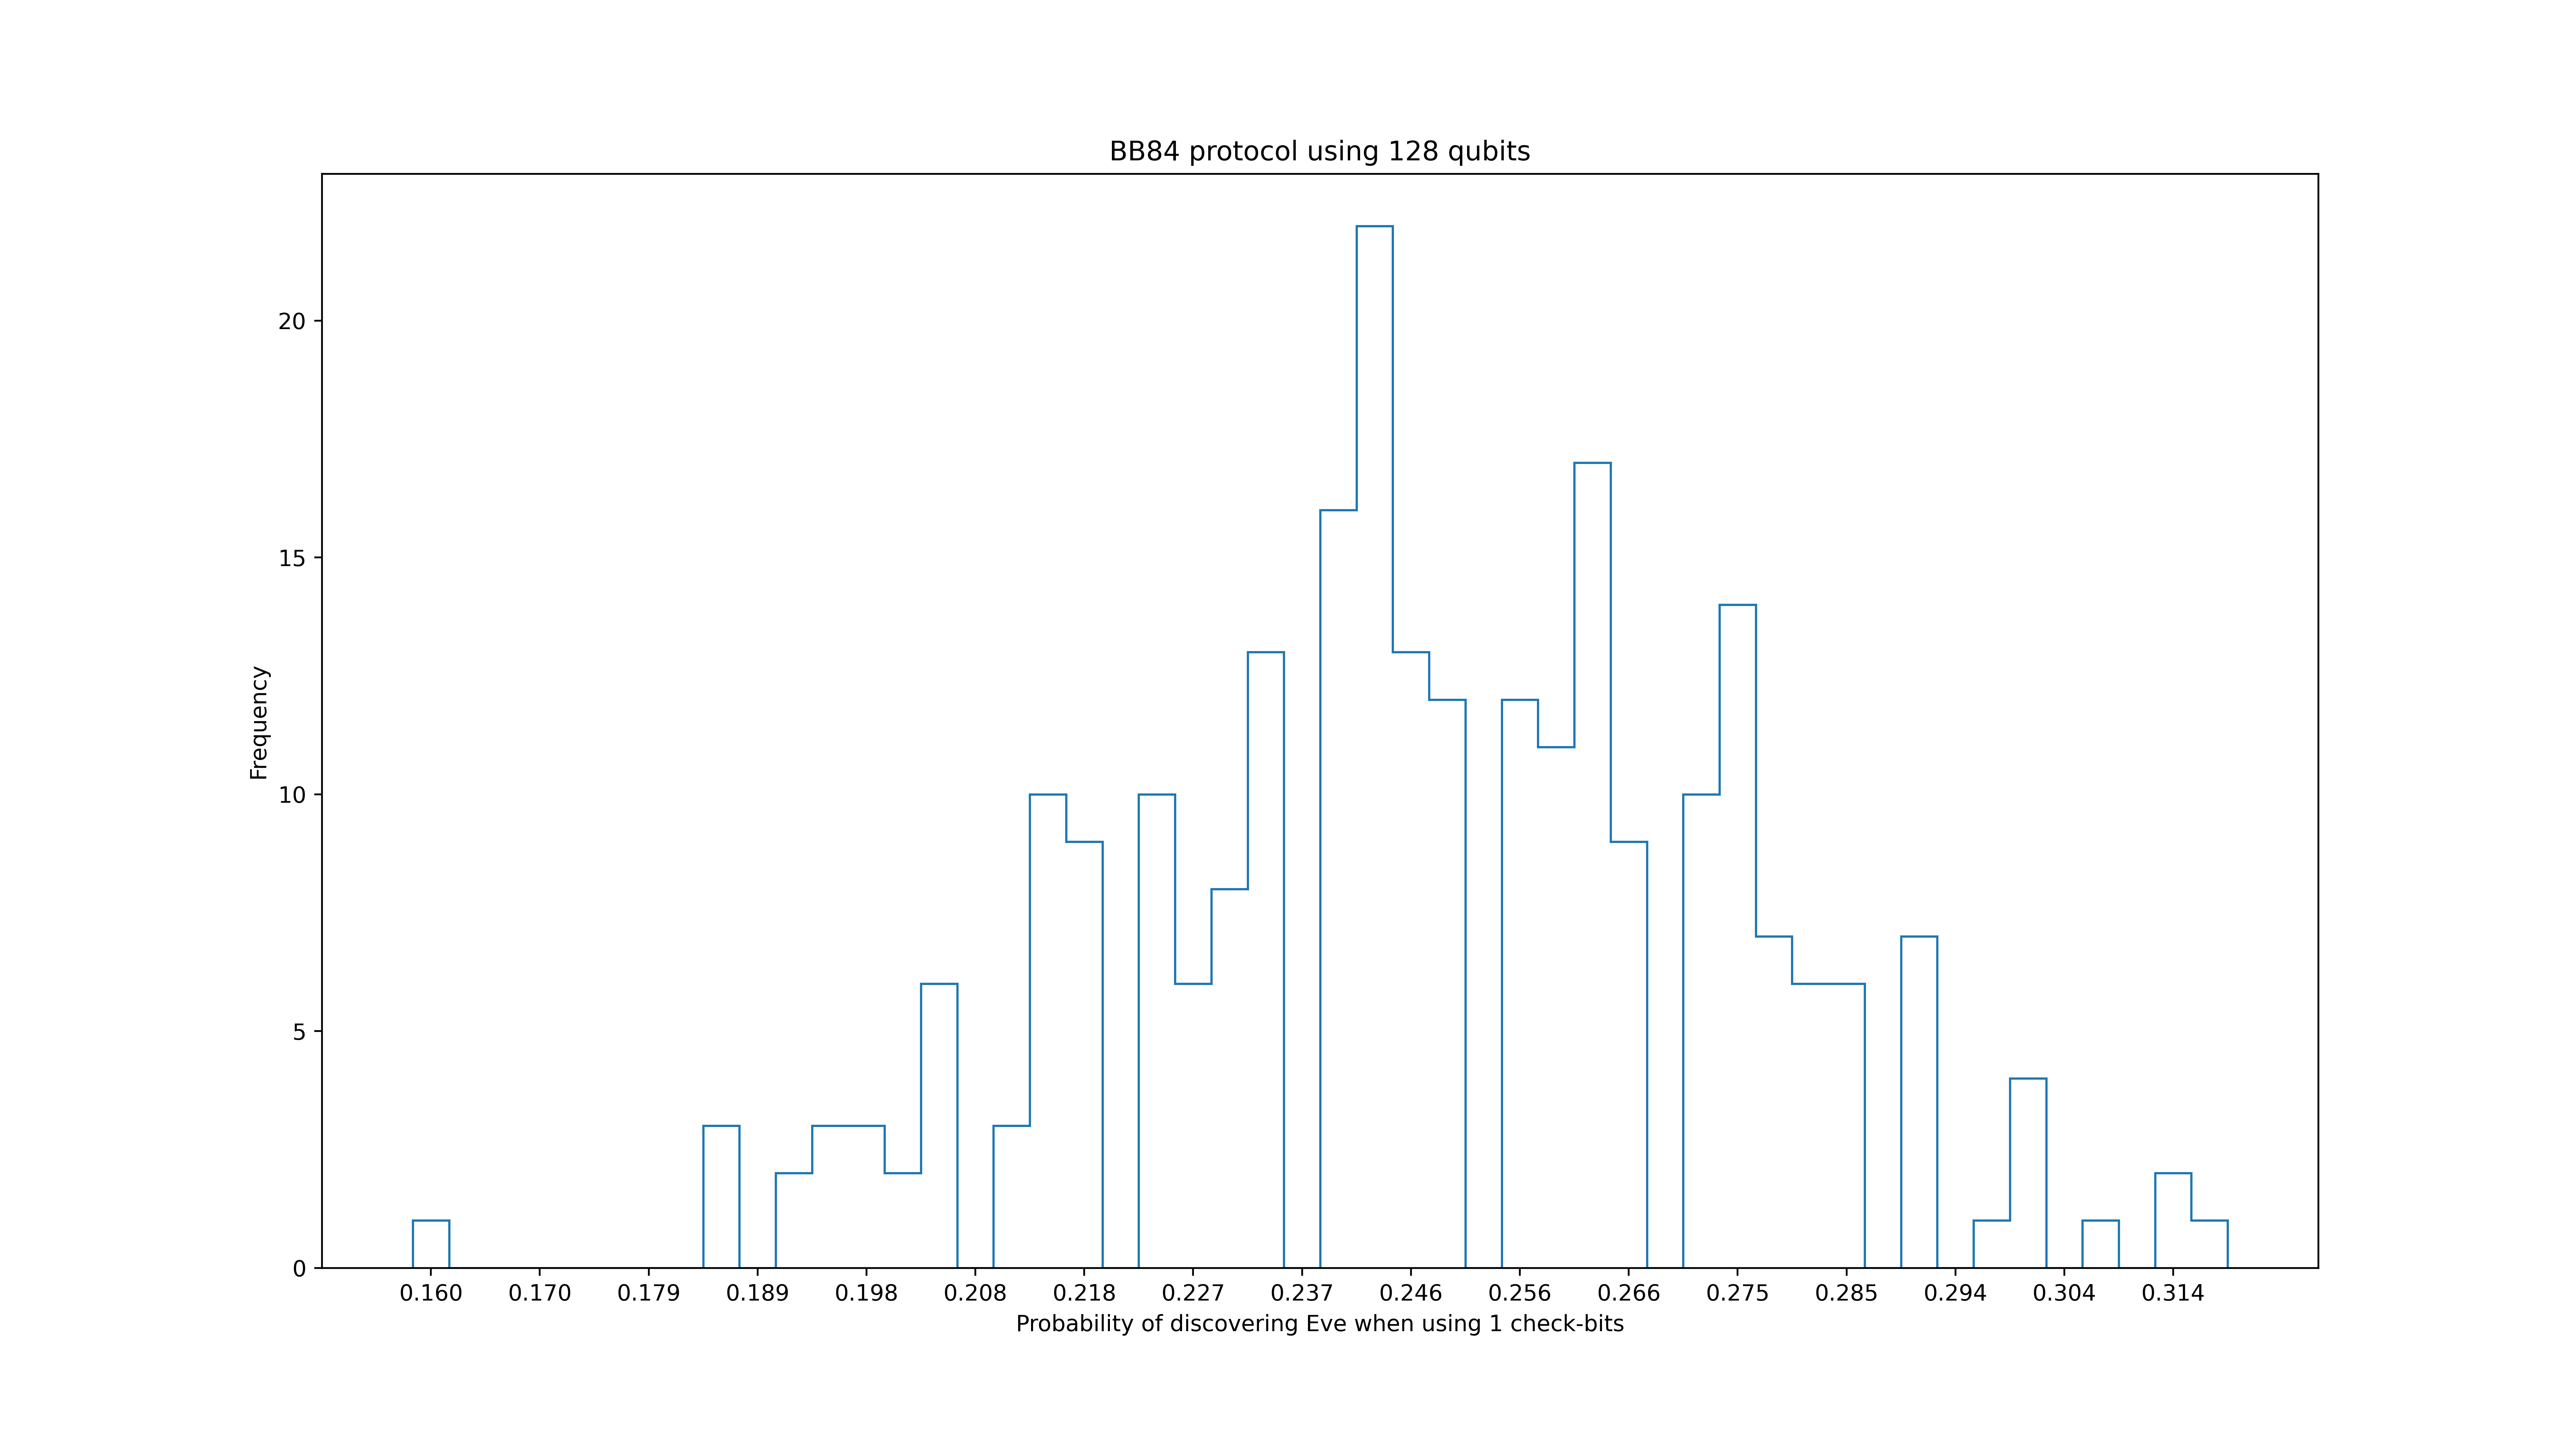 BB84 protocol using 128 qubits
Frequency
20
15
10
5
0
0.160 0.170 0.179 0.189 0.198 0.208 0.218 0.227 0.237 0.246 0.256 0.266 0.275 0.285 0.294 0.304 0.314
Probability of discovering Eve when using 1 check-bits